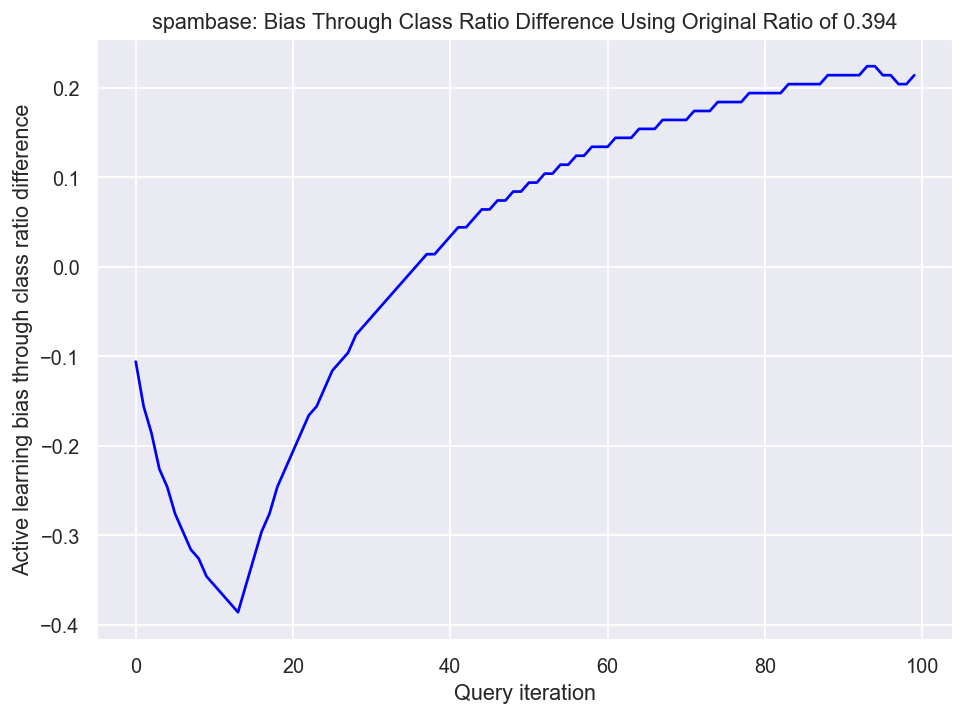 spambase: Bias Through Class Ratio Difference Using Original Ratio of 0.394
Active learning bias through class ratio difference
0.2
0.1
0.0
−0.1
−0.2
−0.3
−0.4
0 20 40 60 80 100
Query iteration